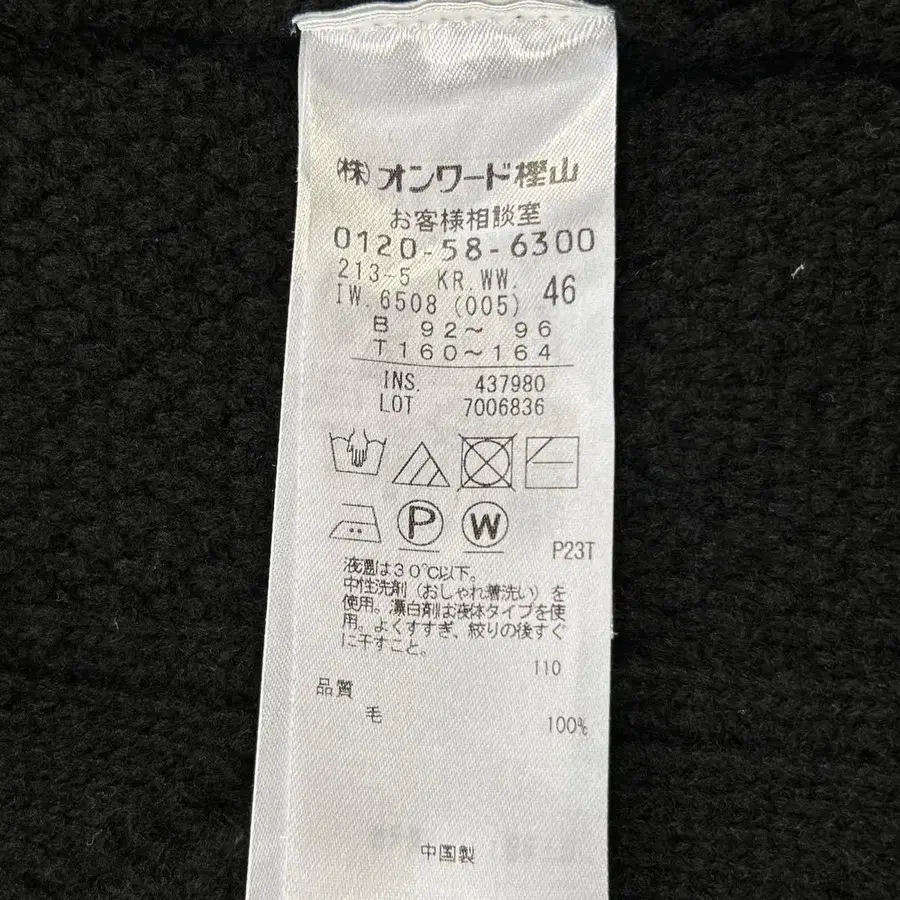 (株)オンワード樫山
お客様相談室
0120-58-6300
213-5 KR.WW.
IW.6508 (005) 46
B 92～ 96
T160～164
INS. 437980
LOT 7006836
P
W
P23T
液温は30℃以下。
中性洗剤（おしゃれ着洗い）を
使用。漂白剤は液体タイプを使
用。よくすすぎ、絞りの後すぐ
に干すこと。
110
品質
毛 100%
中国製